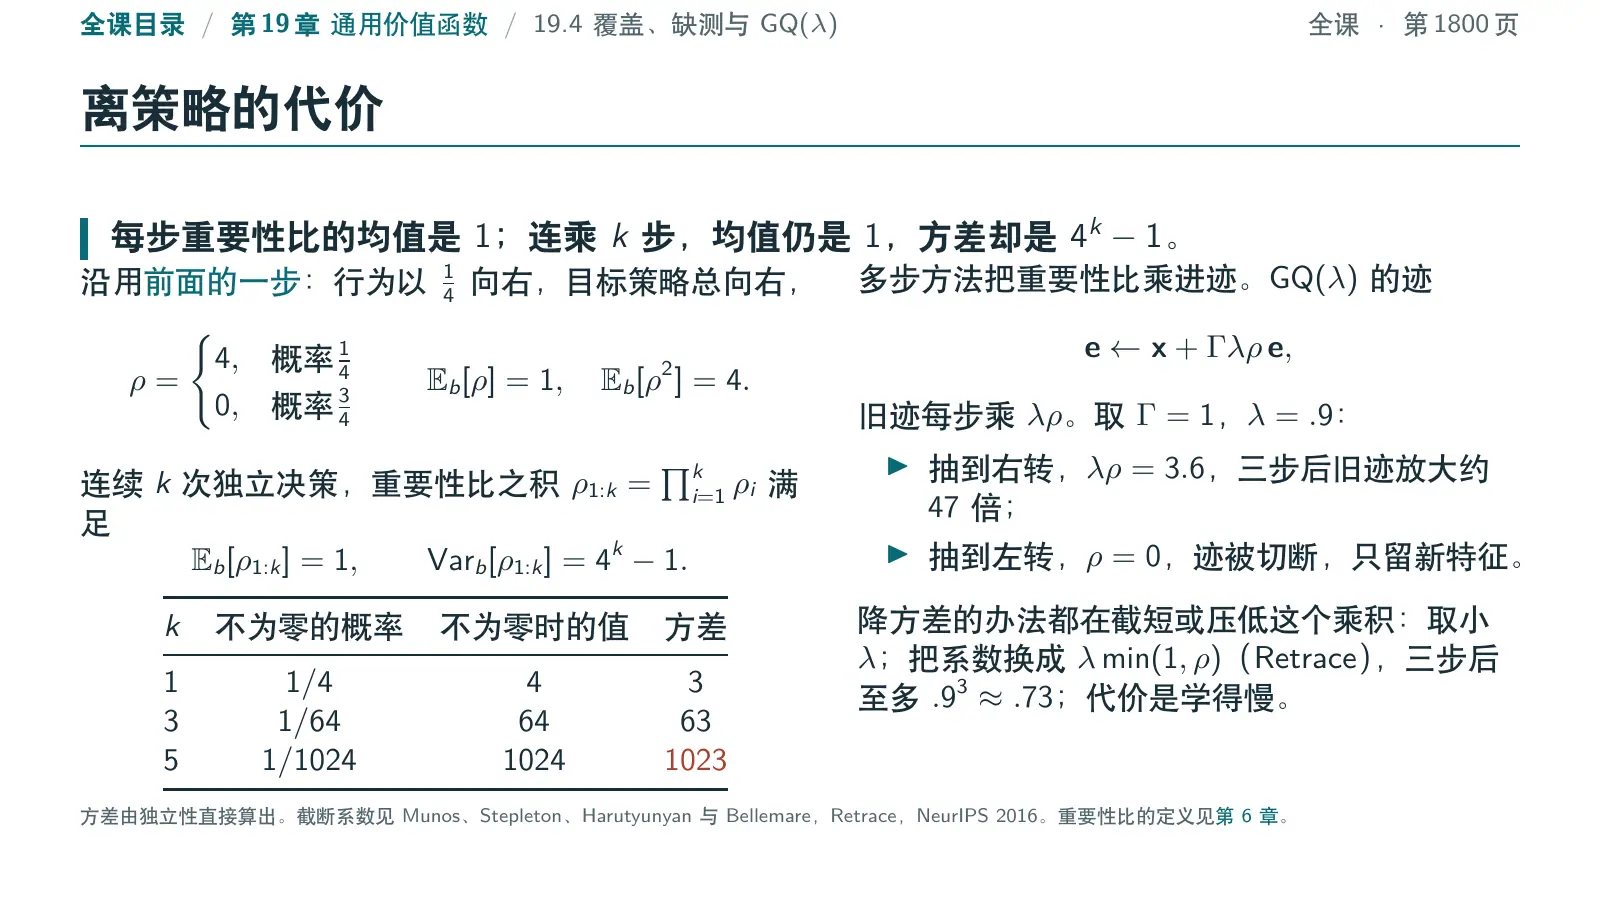 全课目录 / 第 19 章 通用价值函数 / 19.4 覆盖、缺测与 GQ(λ)
全课 · 第 1800 页
离策略的代价
每步重要性比的均值是 1；连乘 k 步，均值仍是 1，方差却是 4^k − 1。
沿用前面的一步：行为以 1/4 向右，目标策略总向右，
ρ = { 4, 概率 1/4
0, 概率 3/4
𝔼_b[ρ] = 1, 𝔼_b[ρ²] = 4.
连续 k 次独立决策，重要性比之积 ρ_{1:k} = ∏_{i=1}^k ρ_i 满
足
𝔼_b[ρ_{1:k}] = 1, Var_b[ρ_{1:k}] = 4^k − 1.
k 不为零的概率 不为零时的值 方差
1 1/4 4 3
3 1/64 64 63
5 1/1024 1024 1023
多步方法把重要性比乘进迹。GQ(λ) 的迹
e ← x + Γλρ e,
旧迹每步乘 λρ。取 Γ = 1，λ = .9：
▶ 抽到右转，λρ = 3.6，三步后旧迹放大约
47 倍；
▶ 抽到左转，ρ = 0，迹被切断，只留新特征。
降方差的办法都在截短或压低这个乘积：取小
λ；把系数换成 λ min(1, ρ)（Retrace），三步后
至多 .9³ ≈ .73；代价是学得慢。
方差由独立性直接算出。截断系数见 Munos、Stepleton、Harutyunyan 与 Bellemare，Retrace，NeurIPS 2016。重要性比的定义见第 6 章。